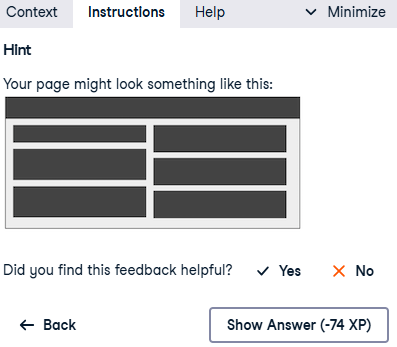 Context Instructions Help Minimize
Hint
Your page might look something like this:
Did you find this feedback helpful? Yes No
Back Show Answer (-74 XP)